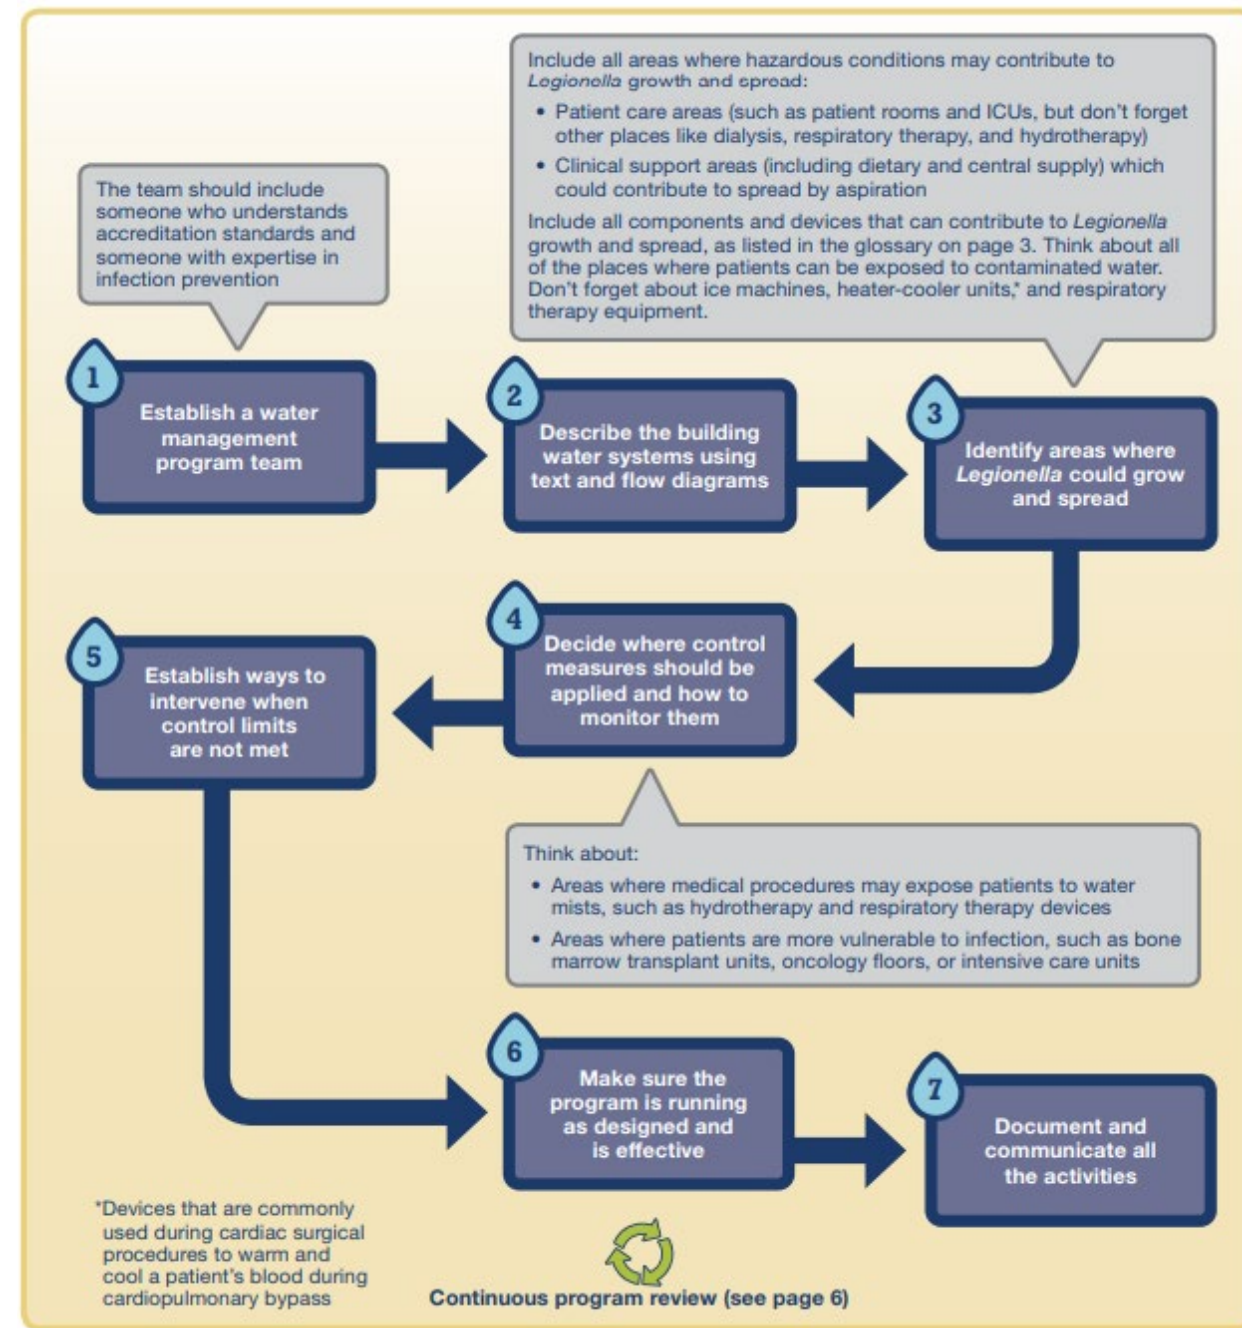 The team should include
someone who understands
accreditation standards and
someone with expertise in
infection prevention
Include all areas where hazardous conditions may contribute to
Legionella growth and spread:
• Patient care areas (such as patient rooms and ICUs, but don't forget
other places like dialysis, respiratory therapy, and hydrotherapy)
• Clinical support areas (including dietary and central supply) which
could contribute to spread by aspiration
Include all components and devices that can contribute to Legionella
growth and spread, as listed in the glossary on page 3. Think about all
of the places where patients can be exposed to contaminated water.
Don't forget about ice machines, heater-cooler units,* and respiratory
therapy equipment.
1
Establish a water
management
program team
2
Describe the building
water systems using
text and flow diagrams
3
Identify areas where
Legionella could grow
and spread
4
Decide where control
measures should be
applied and how to
monitor them
5
Establish ways to
intervene when
control limits
are not met
Think about:
• Areas where medical procedures may expose patients to water
mists, such as hydrotherapy and respiratory therapy devices
• Areas where patients are more vulnerable to infection, such as bone
marrow transplant units, oncology floors, or intensive care units
6
Make sure the
program is running
as designed and
is effective
7
Document and
communicate all
the activities
*Devices that are commonly
used during cardiac surgical
procedures to warm and
cool a patient's blood during
cardiopulmonary bypass
Continuous program review (see page 6)